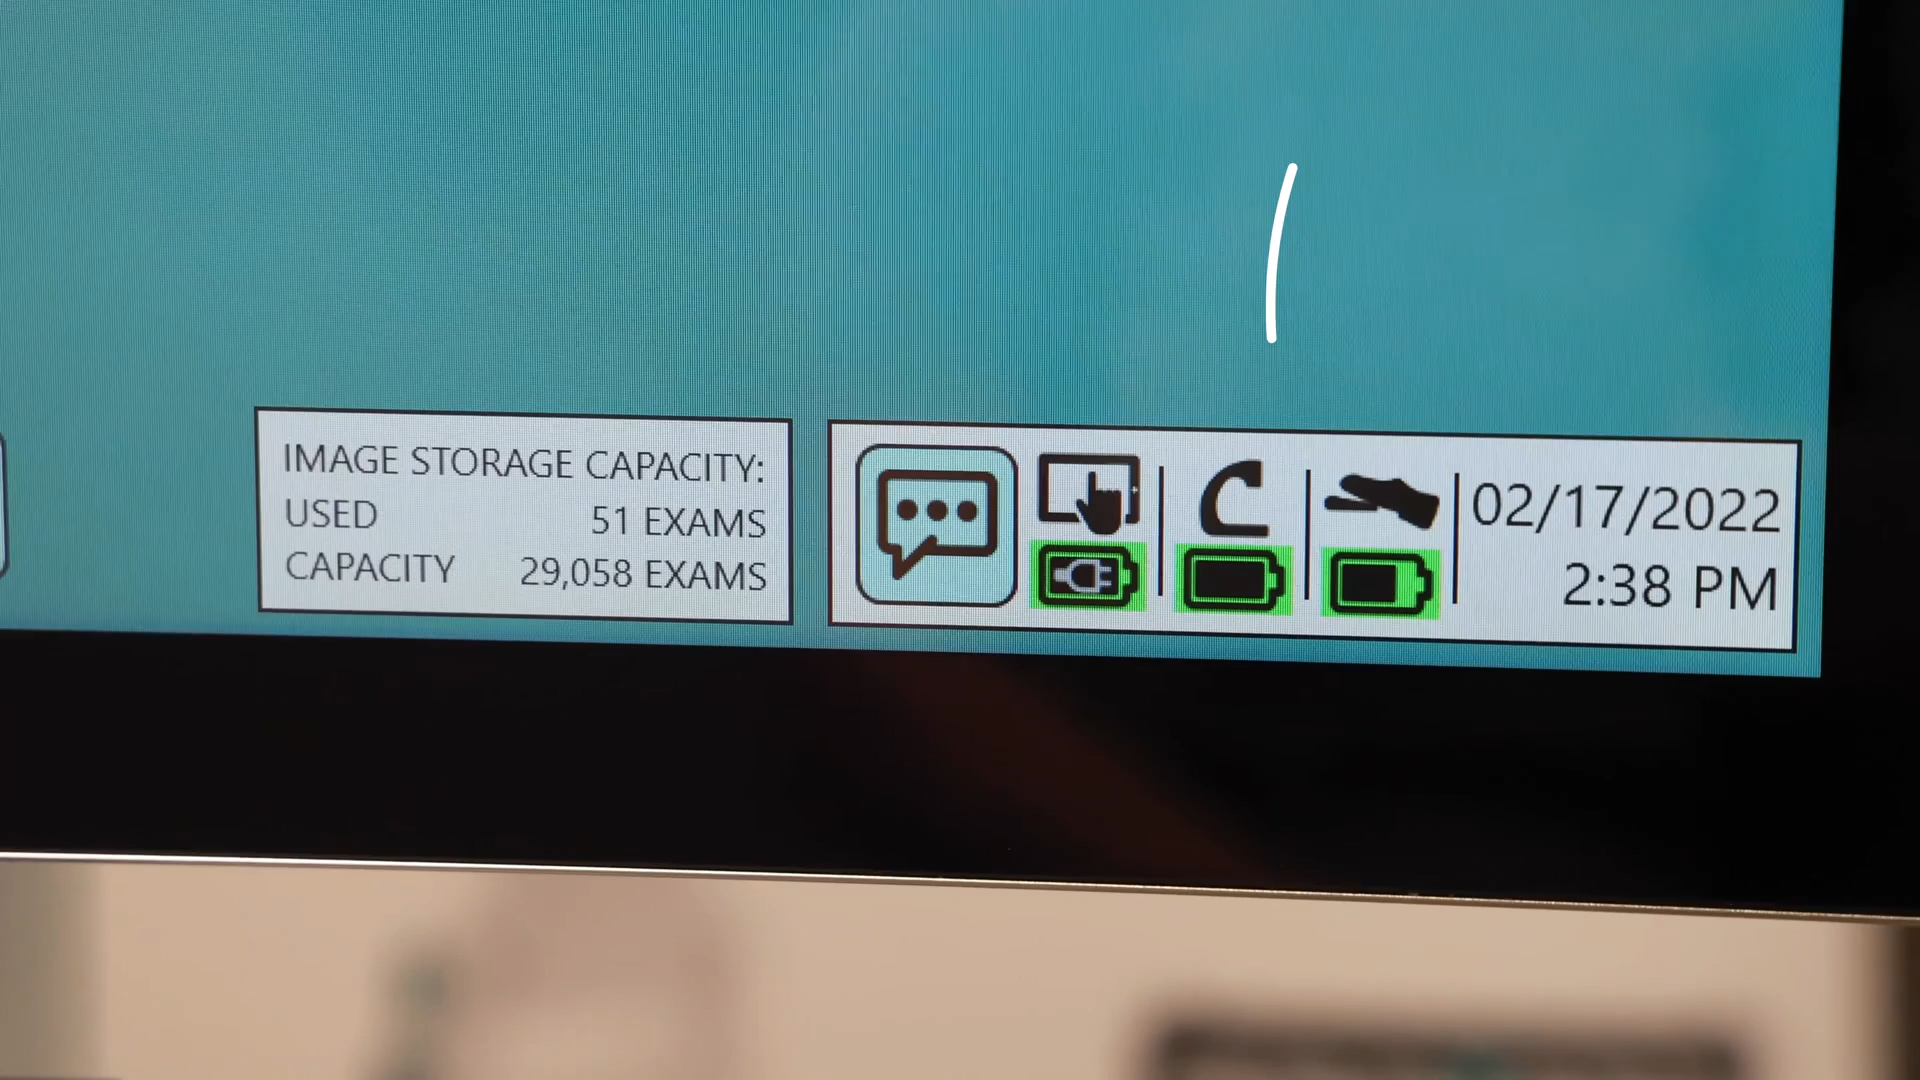 IMAGE STORAGE CAPACITY:
USED 51 EXAMS
CAPACITY 29,058 EXAMS
02/17/2022
2:38 PM